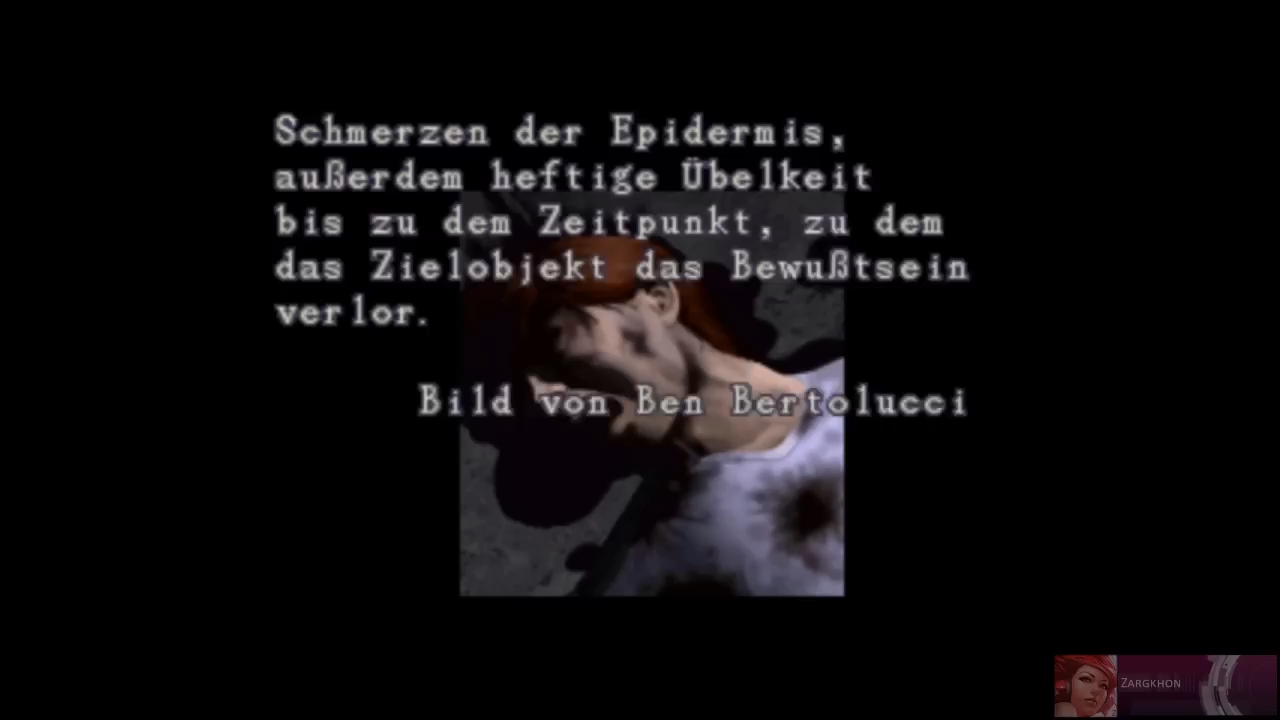 Schmerzen der Epidermis,
außerdem heftige Übelkeit
bis zu dem Zeitpunkt, zu dem
das Zielobjekt das Bewußtsein
verlor.
Bild von Ben Bertolucci
ZARGKHON